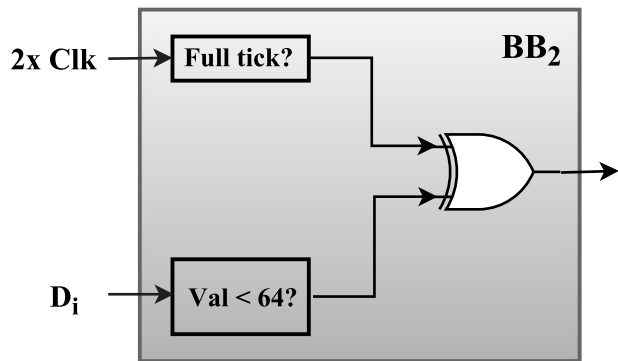 2x Clk
Full tick?
BB2
Di
Val < 64?